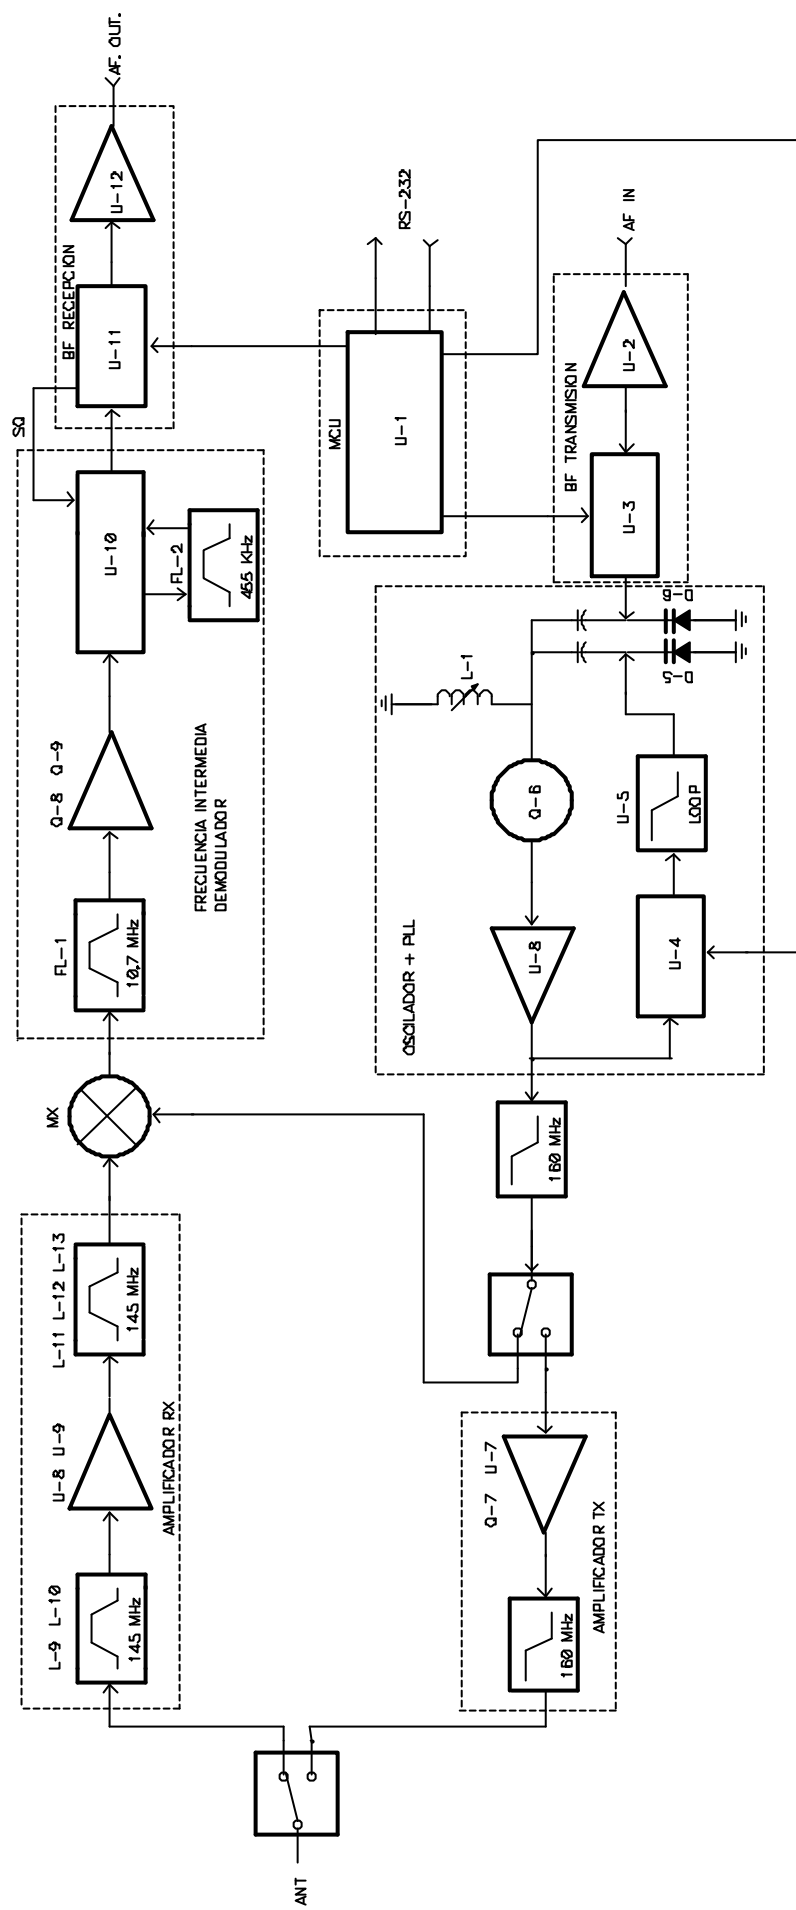 ANT
L-9 L-10
145 MHz
U-8 U-9
L-11 L-12 L-13
145 MHz
AMPLIFICADOR RX
MX
FL-1
10,7 MHz
Q-8 Q-9
U-10
FL-2
455 KHz
FRECUENCIA INTERMEDIA
DEMODULADOR
SQ
BF RECEPCION
U-11
U-12
AF. OUT.
MCU
U-1
RS-232
BF TRANSMISION
U-3
U-2
AF IN
160 MHz
AMPLIFICADOR TX
Q-7 U-7
160 MHz
OSCILADOR + PLL
U-8
Q-6
L-1
U-4
U-5
LOOP
D-5
D-6